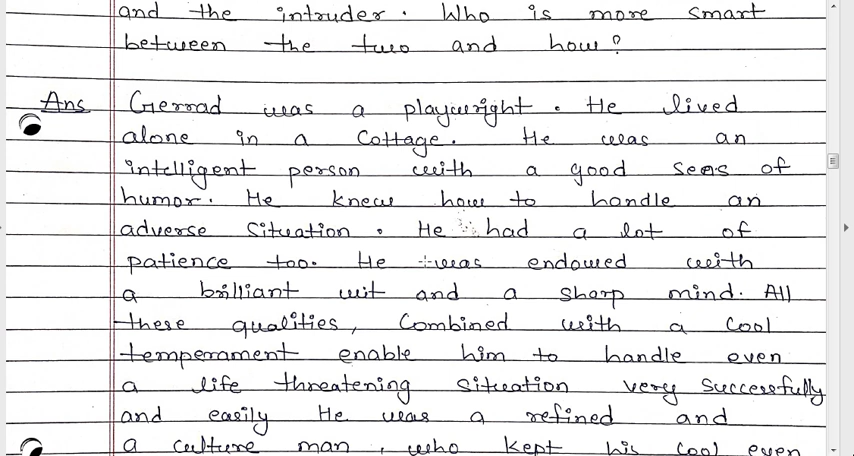 and the intruder. Who is more smart
between the two and how?
Ans Gerrad was a playwright. He lived
alone in a Cottage. He was an
intelligent person with a good sens of
humor. He knew how to handle an
adverse Situation. He had a lot of
patience too. He was endowed with
a brilliant wit and a sharp mind. All
these qualities, Combined with a Cool
temperament enable him to handle even
a life threatening Situation very Successfully
and easily He was a refined and
a culture man, who kept his Cool even